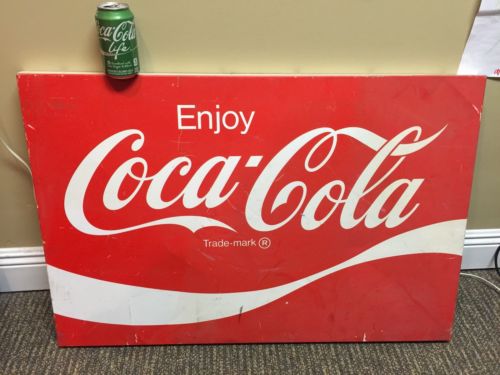 Coca-Cola
life
Enjoy
Coca-Cola
Trade-mark ®